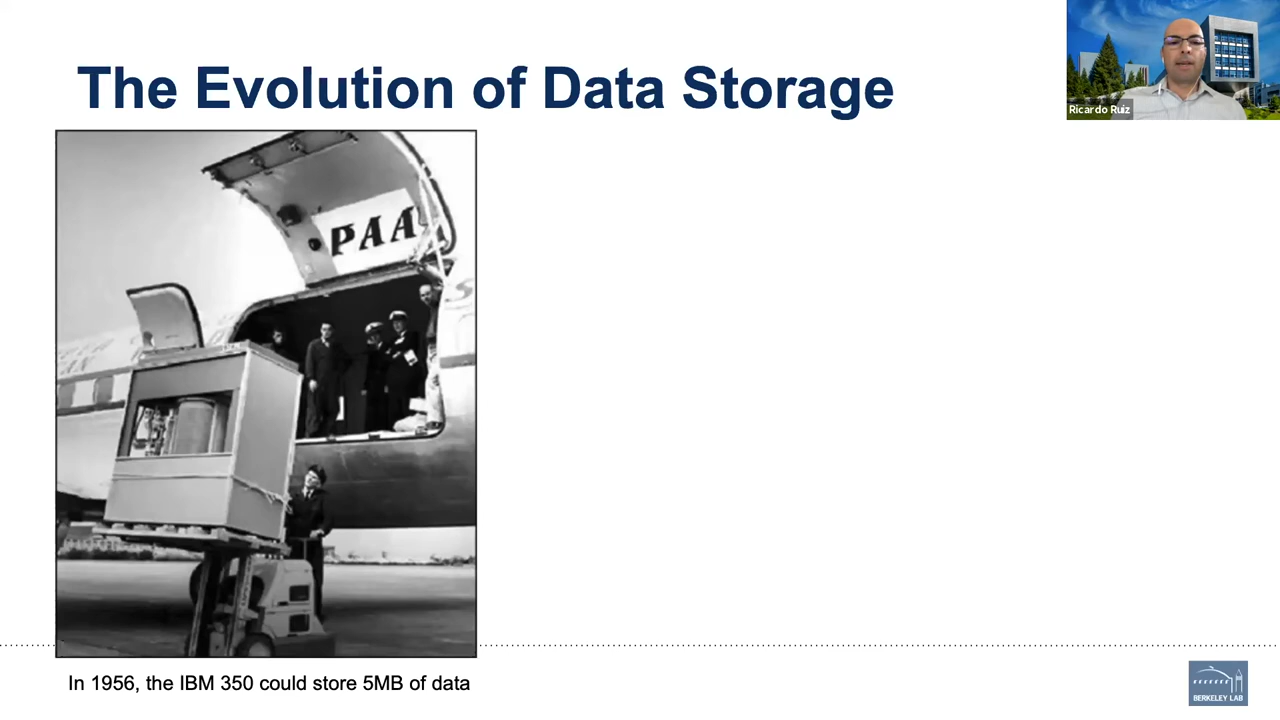 The Evolution of Data Storage
Ricardo Ruiz
PAA
In 1956, the IBM 350 could store 5MB of data
BERKELEY LAB